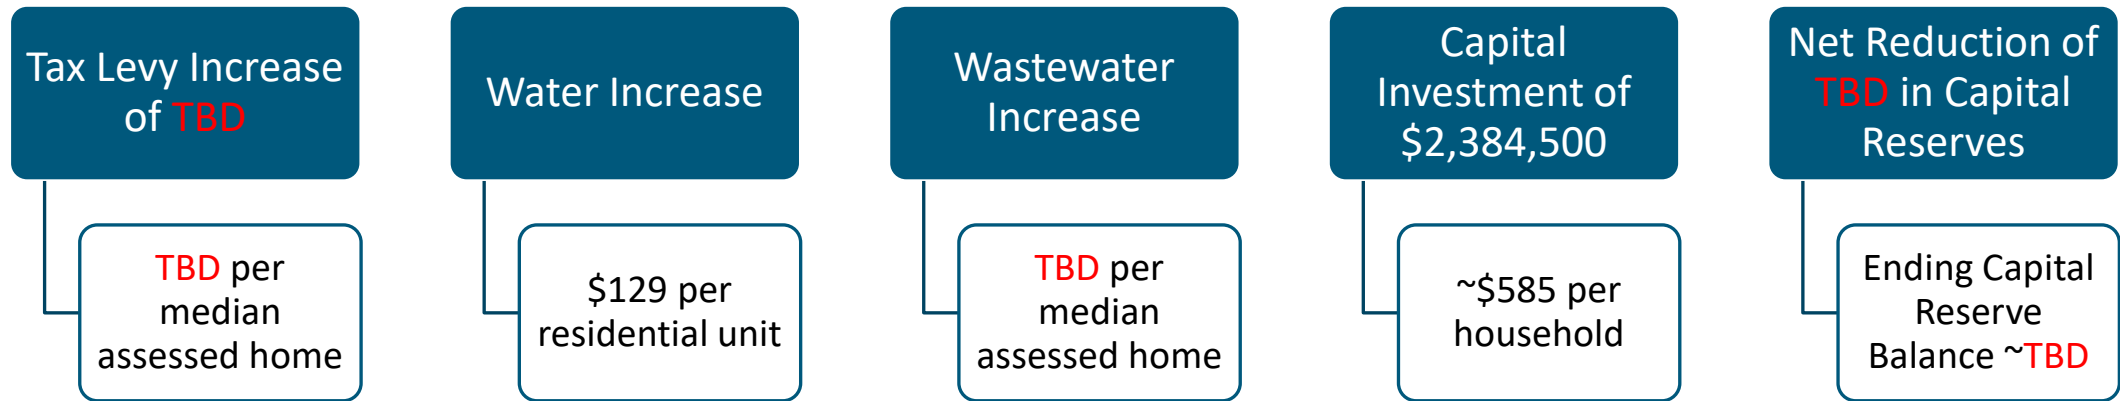 Tax Levy Increase
of TBD
TBD per
median
assessed home
Water Increase
$129 per
residential unit
Wastewater
Increase
TBD per
median
assessed home
Capital
Investment of
$2,384,500
~$585 per
household
Net Reduction of
TBD in Capital
Reserves
Ending Capital
Reserve
Balance ~TBD